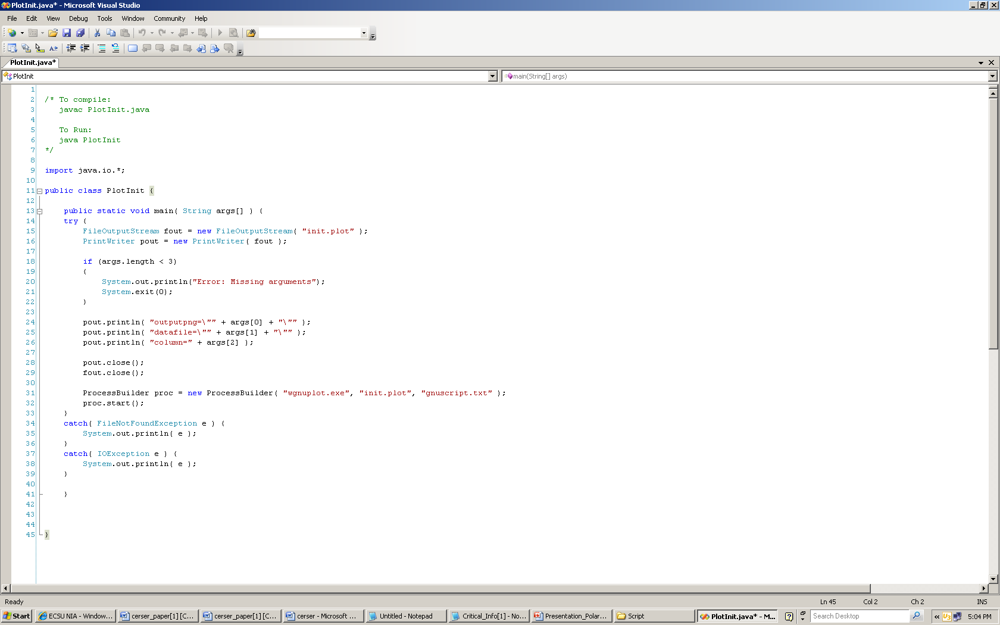 PlotInit.java* - Microsoft Visual Studio
File Edit View Debug Tools Window Community Help
PlotInit.java*
PlotInit
main(String[] args)
1
2 /* To compile:
3    javac PlotInit.java
4
5    To Run:
6    java PlotInit
7 */
8
9 import java.io.*;
10
11 public class PlotInit {
12
13     public static void main( String args[] ) {
14     try {
15         FileOutputStream fout = new FileOutputStream( "init.plot" );
16         PrintWriter pout = new PrintWriter( fout );
17
18         if (args.length < 3)
19         {
20             System.out.println("Error: Missing arguments");
21             System.exit(0);
22         }
23
24         pout.println( "outputpng=\"" + args[0] + "\"" );
25         pout.println( "datafile=\"" + args[1] + "\"" );
26         pout.println( "column=" + args[2] );
27
28         pout.close();
29         fout.close();
30
31         ProcessBuilder proc = new ProcessBuilder( "wgnuplot.exe", "init.plot", "gnuscript.txt" );
32         proc.start();
33     }
34     catch( FileNotFoundException e ) {
35         System.out.println( e );
36     }
37     catch( IOException e ) {
38         System.out.println( e );
39     }
40
41     }
42
43
44
45 }
Ready Ln 45 Col 2 Ch 2 INS
Start ECSU NIA - Window... cerser_paper[1] [C... cerser_paper[1] [C... cerser - Microsoft ... Untitled - Notepad Critical_Info[1] - No... Presentation_Polar... Script PlotInit.java* - M... Search Desktop « 5:04 PM